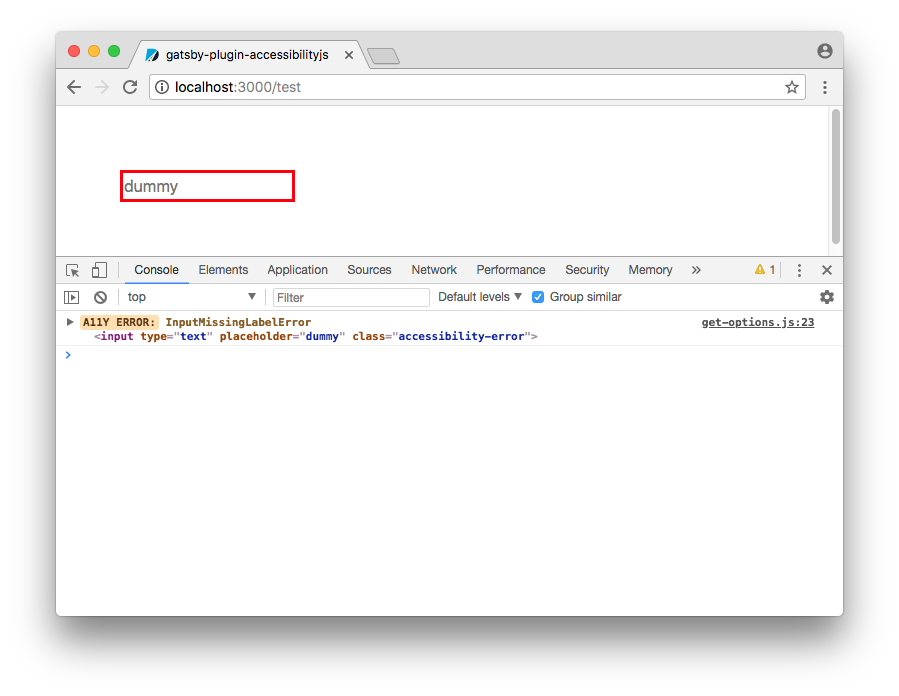 gatsby-plugin-accessibilityjs
localhost:3000/test
dummy
Console Elements Application Sources Network Performance Security Memory » 1
top Filter Default levels Group similar
A11Y ERROR: InputMissingLabelError get-options.js:23
<input type="text" placeholder="dummy" class="accessibility-error">